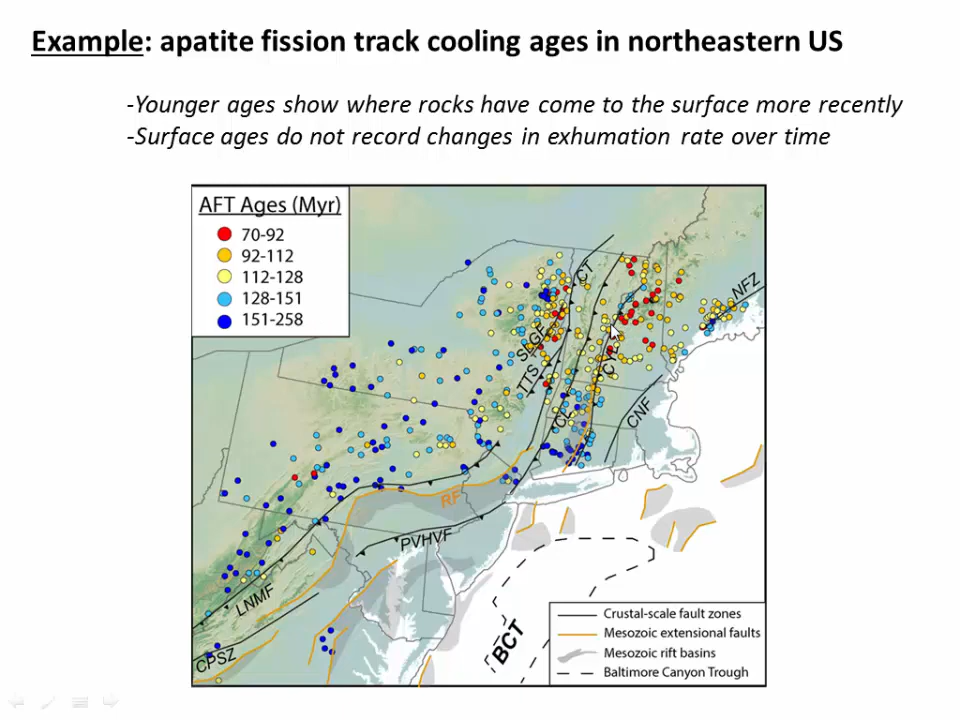 Example: apatite fission track cooling ages in northeastern US
-Younger ages show where rocks have come to the surface more recently
-Surface ages do not record changes in exhumation rate over time
AFT Ages (Myr)
70-92
92-112
112-128
128-151
151-258
CT
NFZ
TTS
CNF
RF
PVHVF
LNMF
CPSZ
BCT
Crustal-scale fault zones
Mesozoic extensional faults
Mesozoic rift basins
Baltimore Canyon Trough